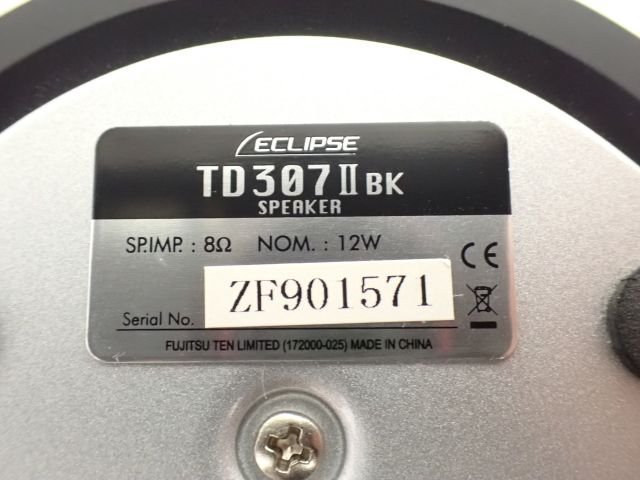 ECLIPSE
TD307II BK
SPEAKER
SP.IMP. : 8Ω NOM. : 12W
CE
Serial No. ZF901571
FUJITSU TEN LIMITED (172000-025) MADE IN CHINA